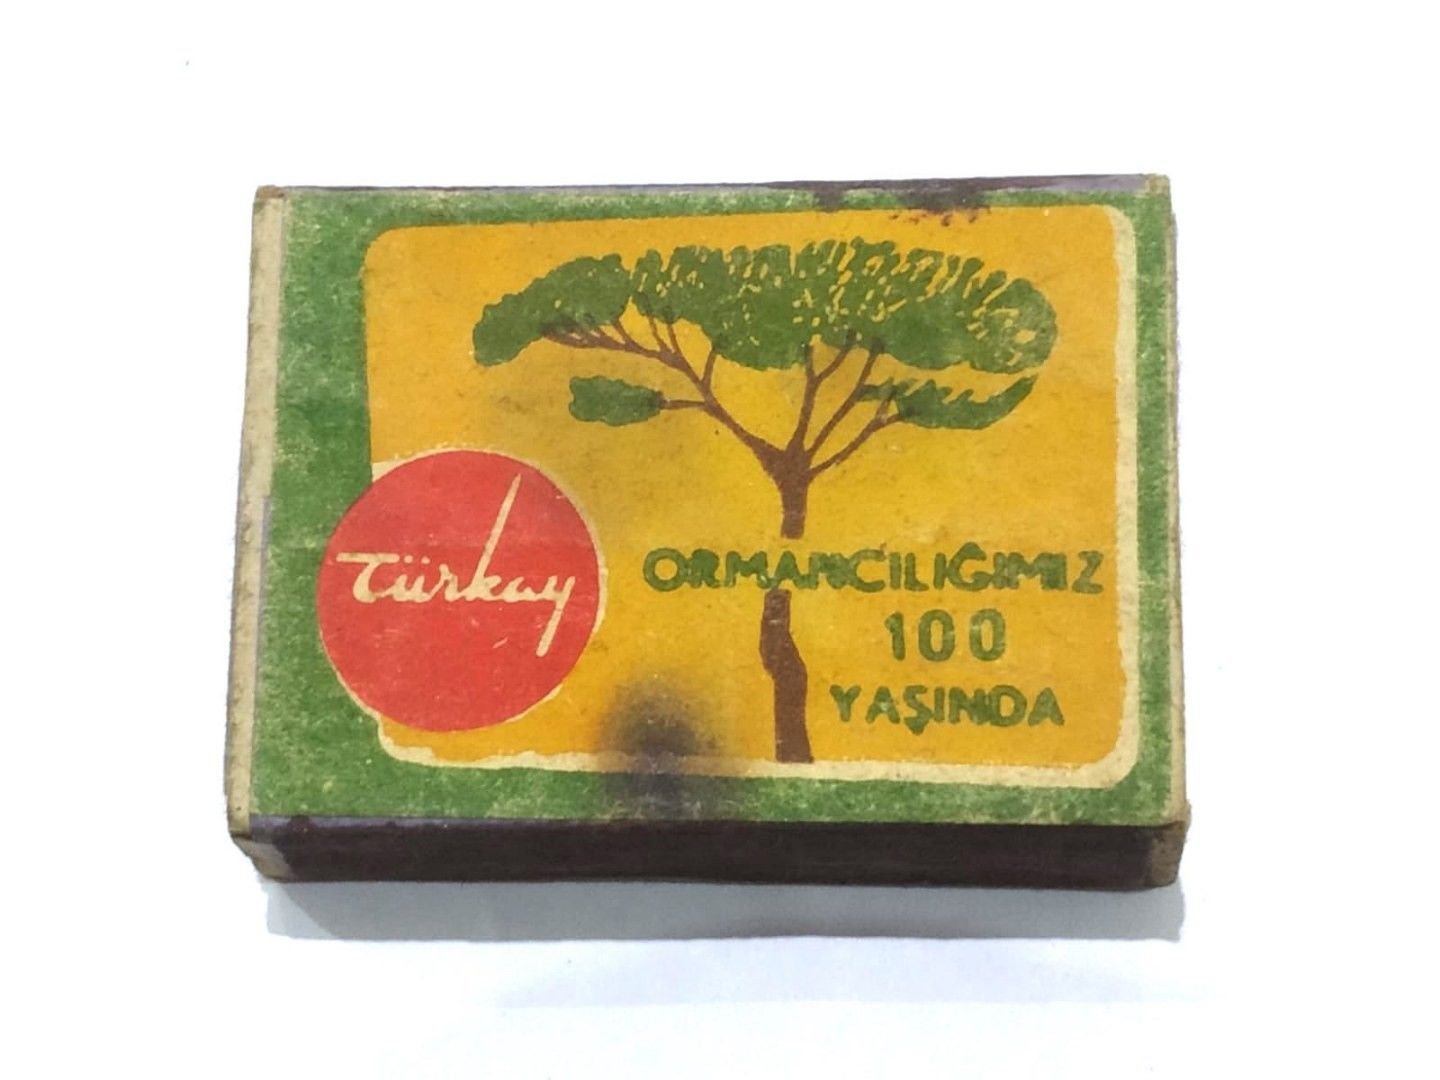 Türkay
ORMANCILIĞIMIZ
100
YAŞINDA